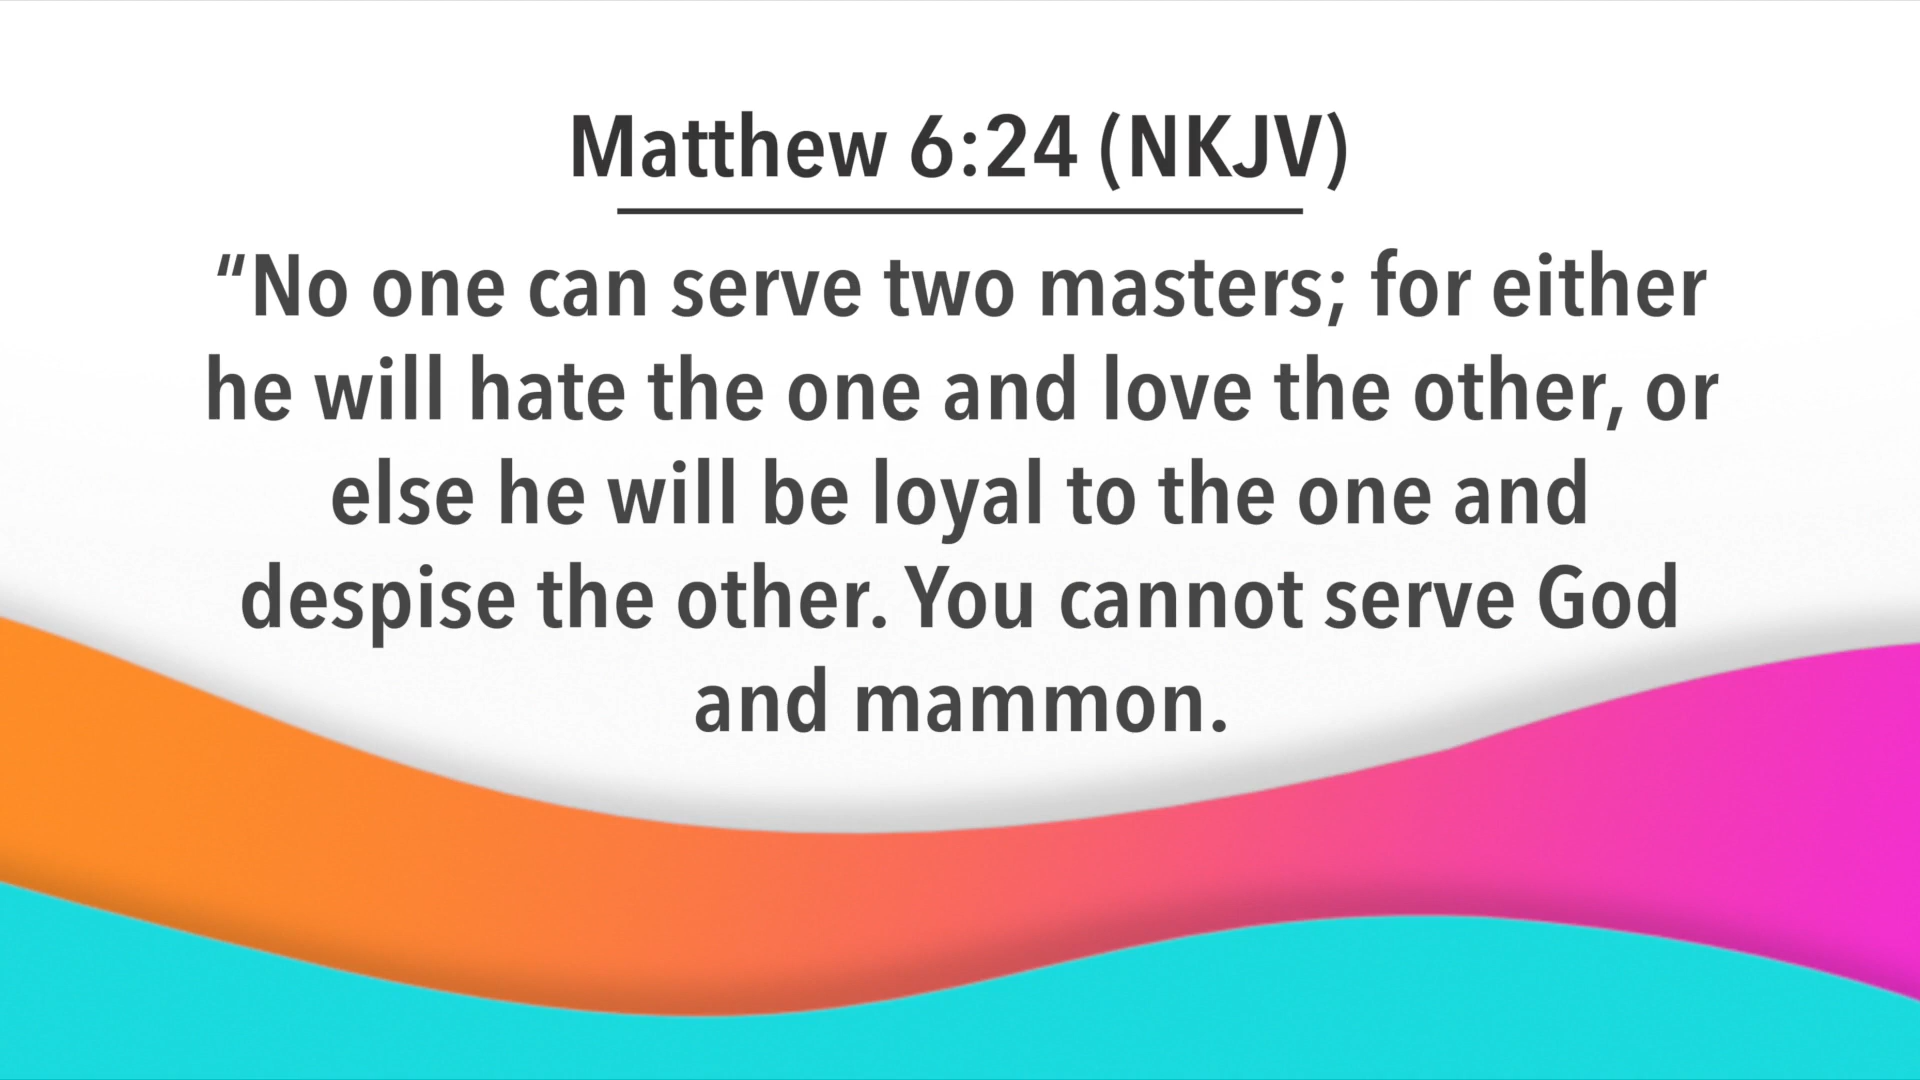 Matthew 6:24 (NKJV)
“No one can serve two masters; for either
he will hate the one and love the other, or
else he will be loyal to the one and
despise the other. You cannot serve God
and mammon.